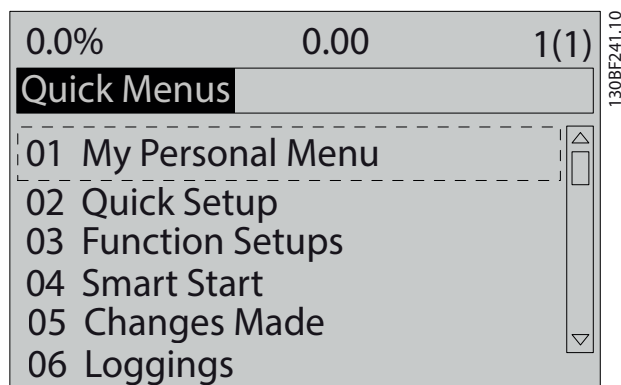 0.0% 0.00 1(1)
Quick Menus
01 My Personal Menu
02 Quick Setup
03 Function Setups
04 Smart Start
05 Changes Made
06 Loggings
130BF241.10